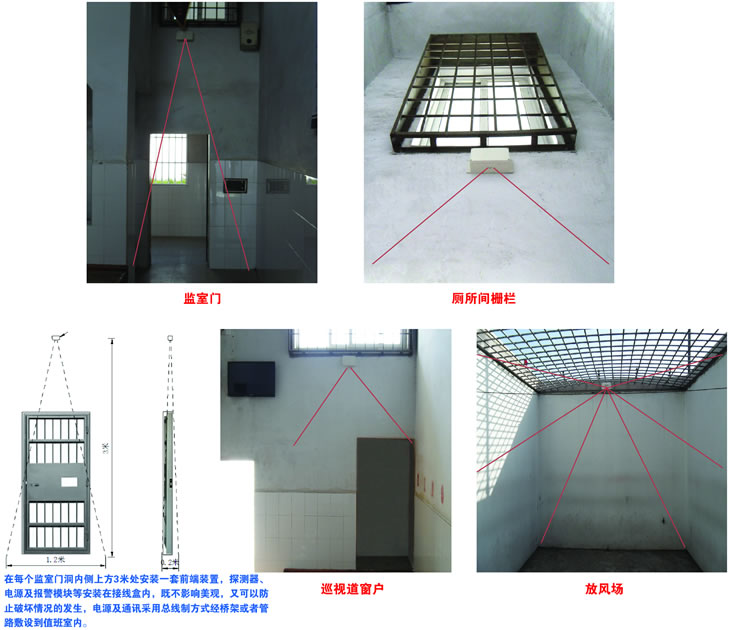 监室门
厕所间栅栏
3米
1.2米
0.2米
在每个监室门洞内侧上方3米处安装一套前端装置，探测器、
电源及报警模块等安装在接线盒内，既不影响美观，又可以防
止破坏情况的发生，电源及通讯采用总线制方式经桥架或者管
路敷设到值班室内。
巡视道窗户
放风场